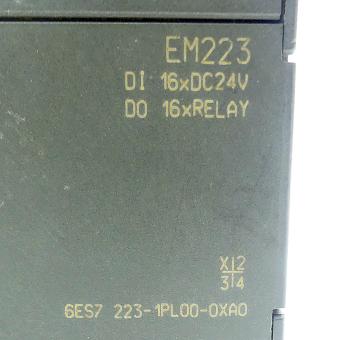 EM223
DI 16xDC24V
DO 16xRELAY
X 2
3 4
6ES7 223-1PL00-0XA0